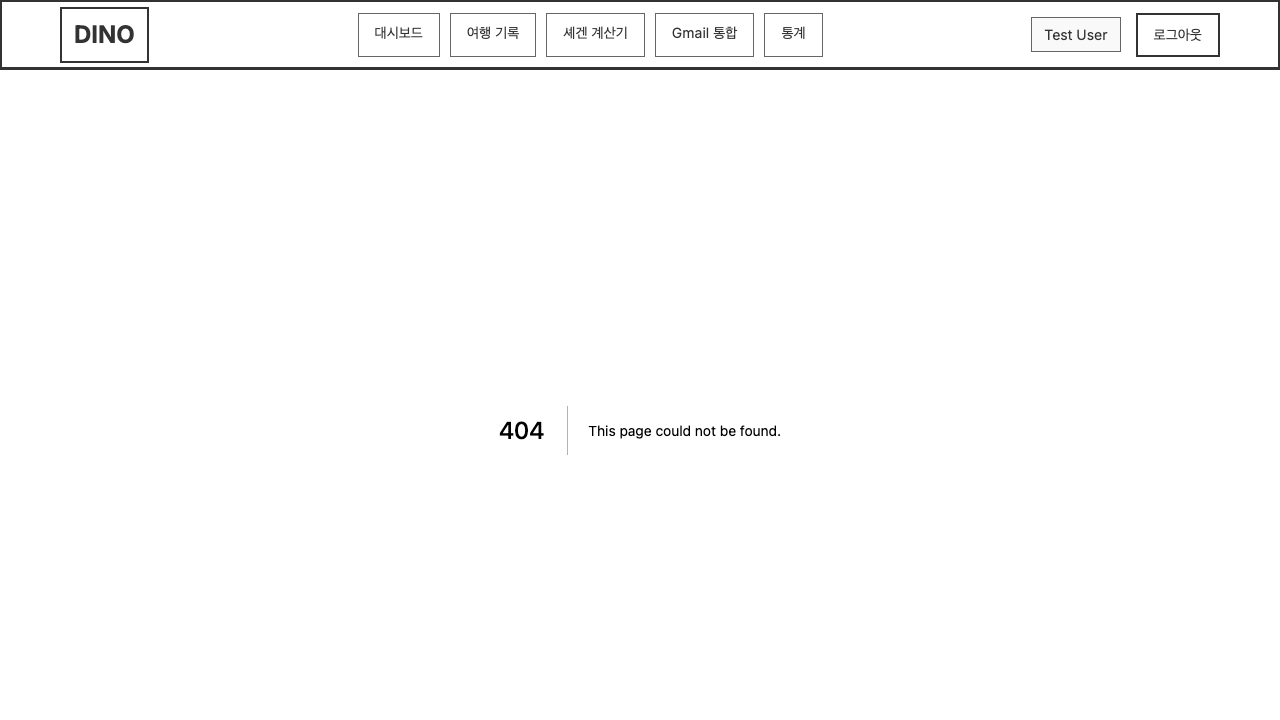 DINO
대시보드
여행 기록
셰겐 계산기
Gmail 통합
통계
Test User
로그아웃
404
This page could not be found.